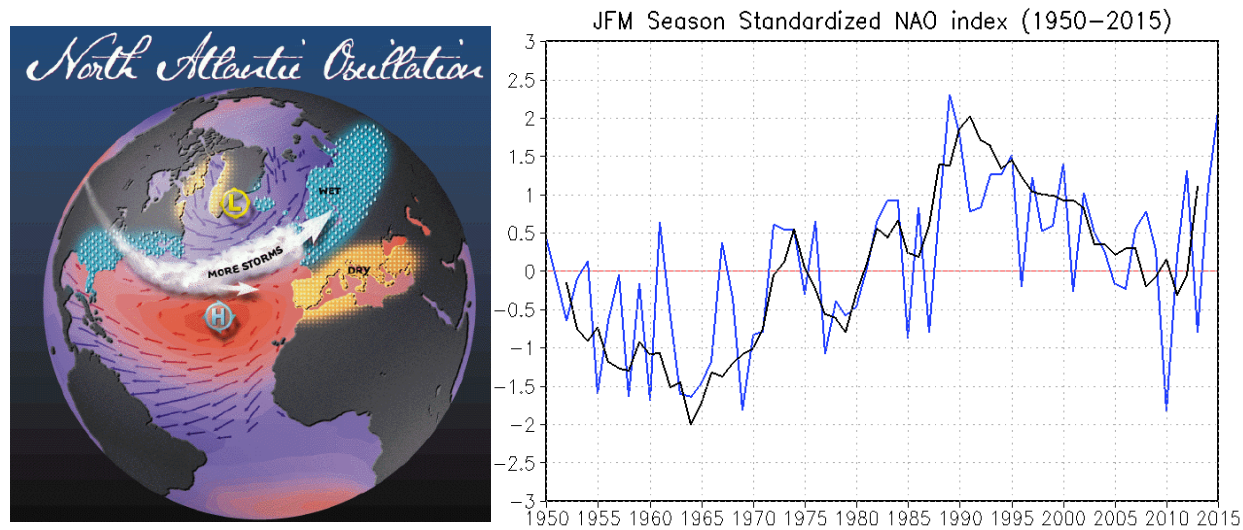 North Atlantic Oscillation
L
WET
MORE STORMS
DRY
H
JFM Season Standardized NAO index (1950-2015)
3
2.5
2
1.5
1
0.5
0
-0.5
-1
-1.5
-2
-2.5
-3
1950 1955 1960 1965 1970 1975 1980 1985 1990 1995 2000 2005 2010 2015